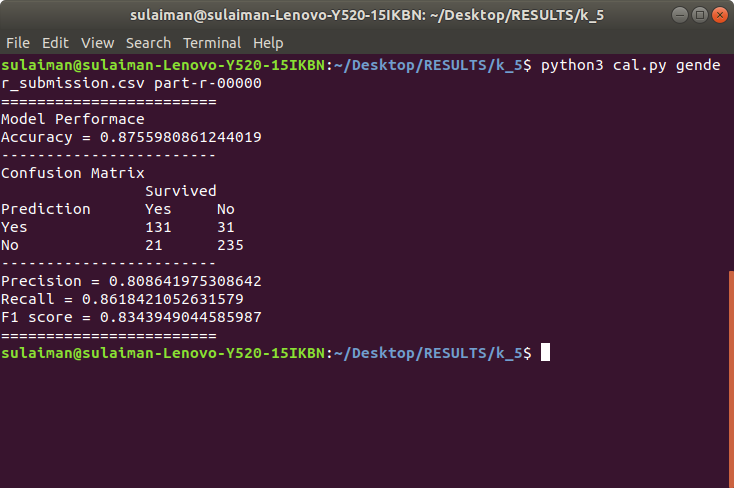 sulaiman@sulaiman-Lenovo-Y520-15IKBN: ~/Desktop/RESULTS/k_5
File Edit View Search Terminal Help
sulaiman@sulaiman-Lenovo-Y520-15IKBN:~/Desktop/RESULTS/k_5$ python3 cal.py gende
r_submission.csv part-r-00000
========================
Model Performace
Accuracy = 0.8755980861244019
------------------------
Confusion Matrix
                Survived
Prediction      Yes     No
Yes             131     31
No              21      235
------------------------
Precision = 0.808641975308642
Recall = 0.8618421052631579
F1 score = 0.8343949044585987
========================
sulaiman@sulaiman-Lenovo-Y520-15IKBN:~/Desktop/RESULTS/k_5$